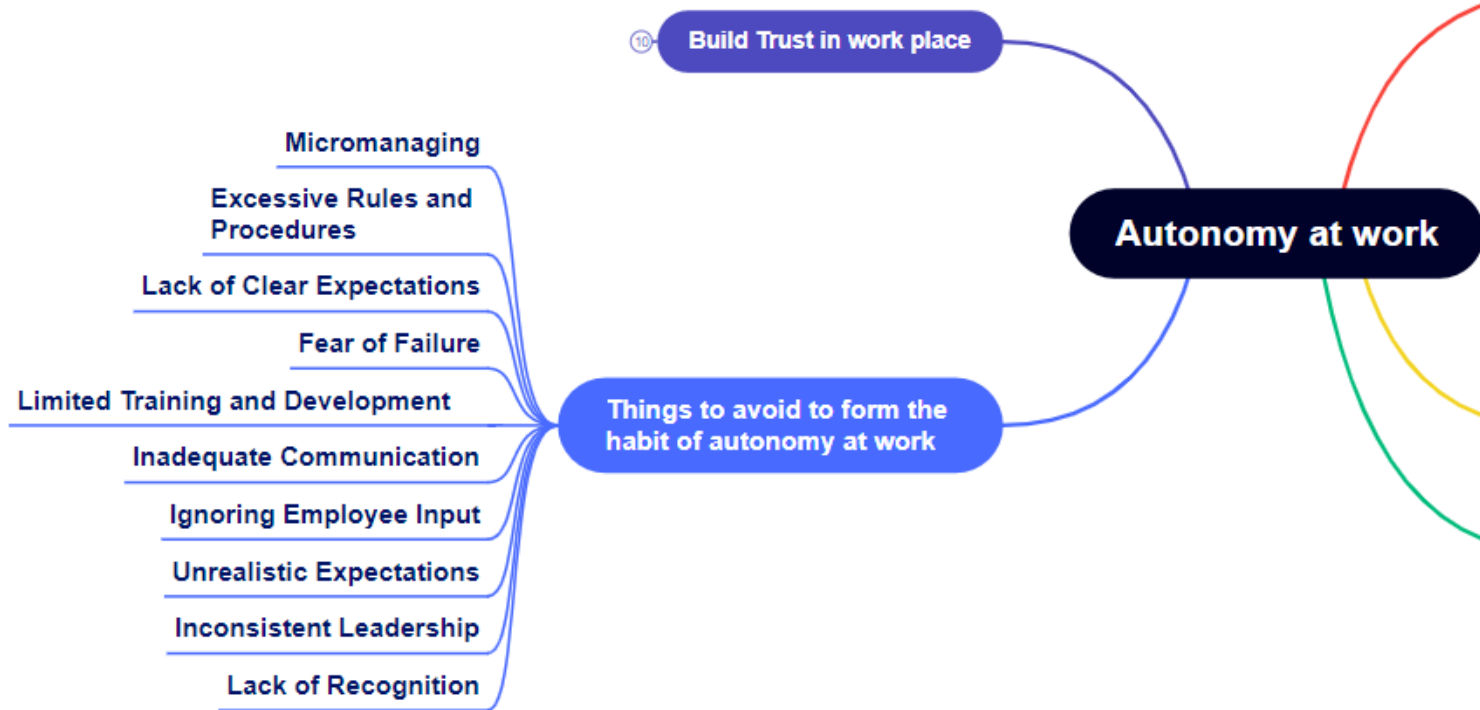 10
Build Trust in work place
Autonomy at work
Things to avoid to form the
habit of autonomy at work
Micromanaging
Excessive Rules and
Procedures
Lack of Clear Expectations
Fear of Failure
Limited Training and Development
Inadequate Communication
Ignoring Employee Input
Unrealistic Expectations
Inconsistent Leadership
Lack of Recognition